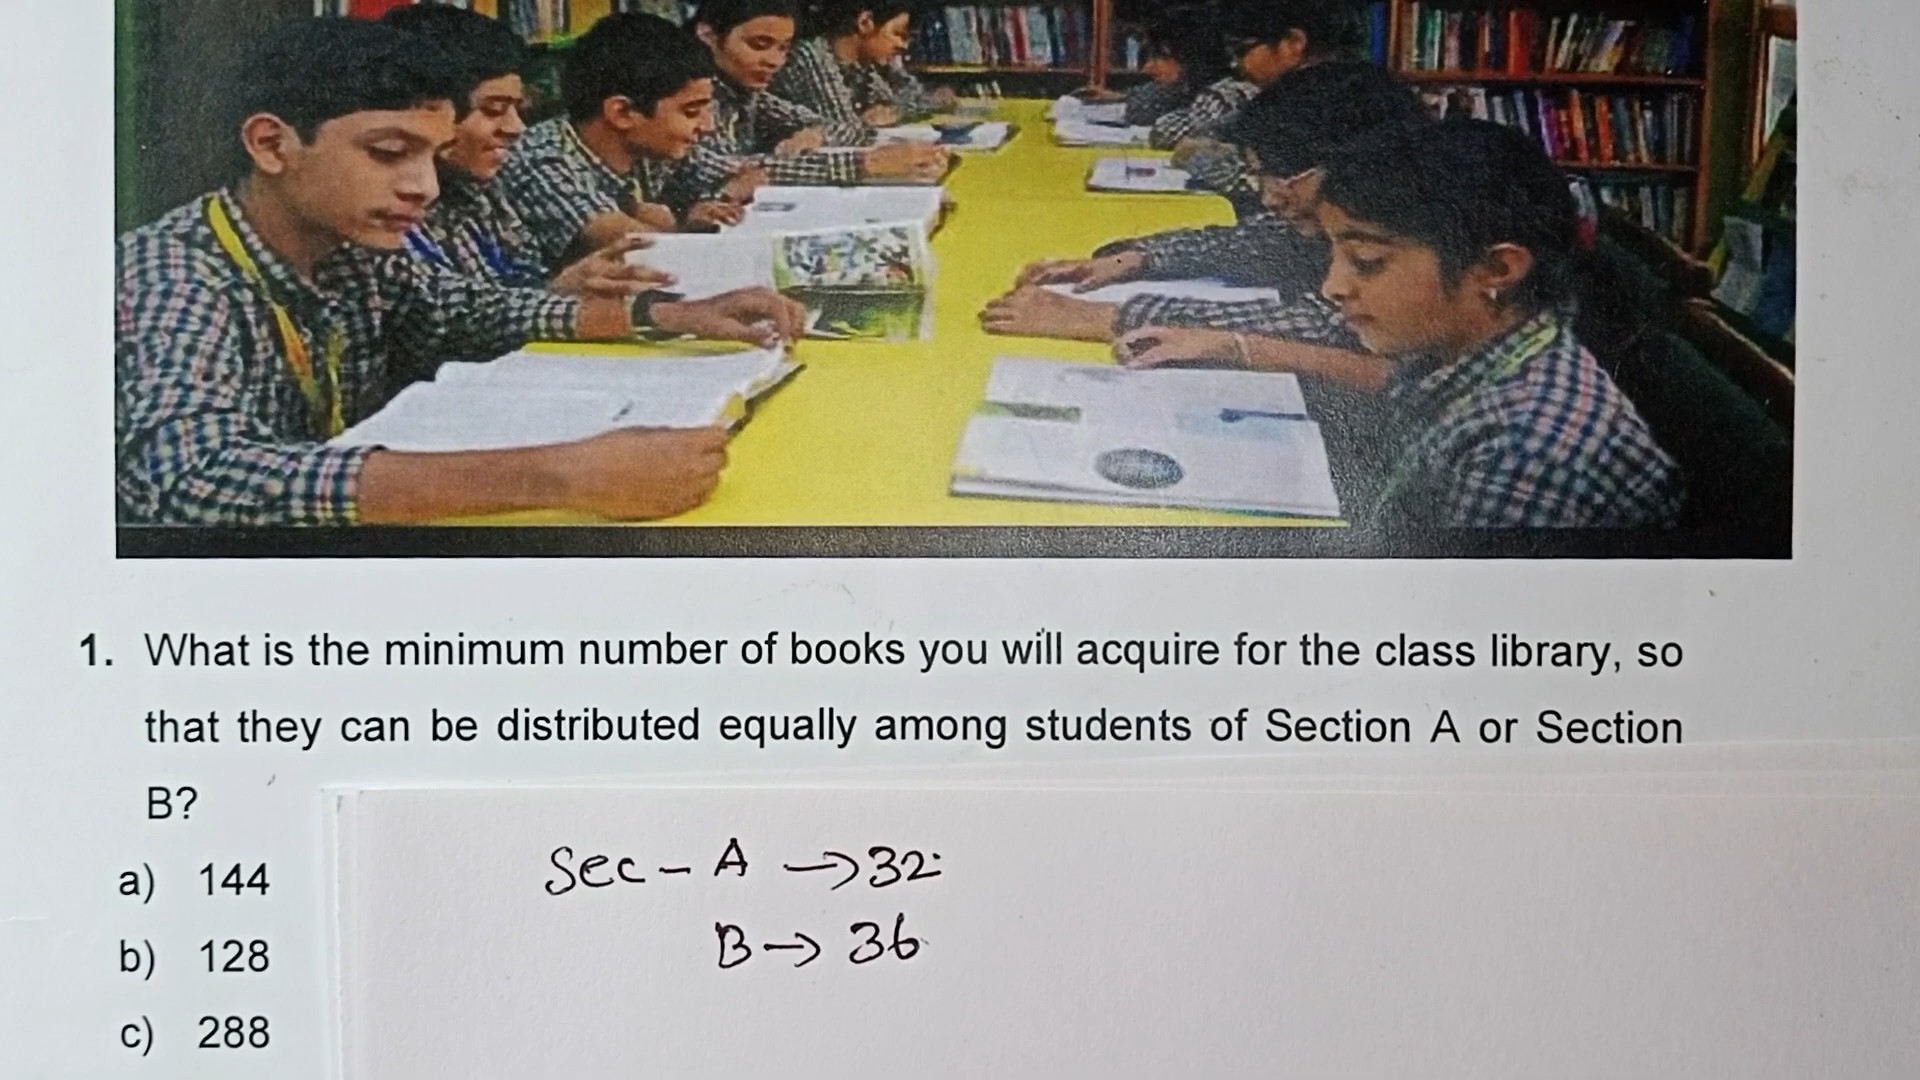 1. What is the minimum number of books you will acquire for the class library, so
that they can be distributed equally among students of Section A or Section
B?
a) 144
b) 128
c) 288
Sec - A → 32
B → 36